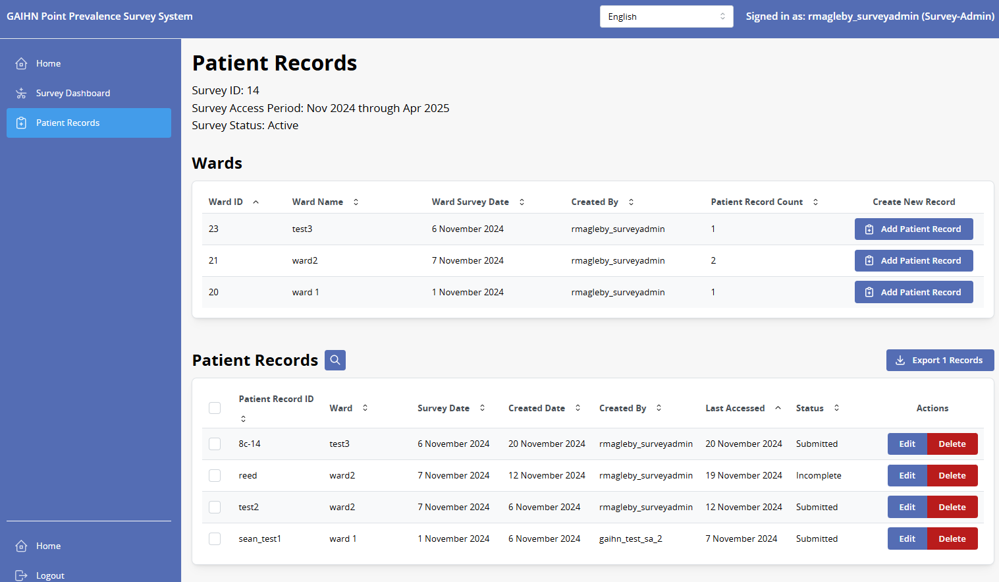 GAIHN Point Prevalence Survey System
English
Signed in as: rmagleby_surveyadmin (Survey-Admin)
Home
Survey Dashboard
Patient Records
Home
Logout
Patient Records
Survey ID: 14
Survey Access Period: Nov 2024 through Apr 2025
Survey Status: Active
Wards
Ward ID Ward Name Ward Survey Date Created By Patient Record Count Create New Record
23 test3 6 November 2024 rmagleby_surveyadmin 1 Add Patient Record
21 ward2 7 November 2024 rmagleby_surveyadmin 2 Add Patient Record
20 ward 1 1 November 2024 rmagleby_surveyadmin 1 Add Patient Record
Patient Records
Export 1 Records
Patient Record ID Ward Survey Date Created Date Created By Last Accessed Status Actions
8c-14 test3 6 November 2024 20 November 2024 rmagleby_surveyadmin 20 November 2024 Submitted Edit Delete
reed ward2 7 November 2024 12 November 2024 rmagleby_surveyadmin 19 November 2024 Incomplete Edit Delete
test2 ward2 7 November 2024 6 November 2024 rmagleby_surveyadmin 12 November 2024 Submitted Edit Delete
sean_test1 ward 1 1 November 2024 6 November 2024 gaihn_test_sa_2 7 November 2024 Submitted Edit Delete